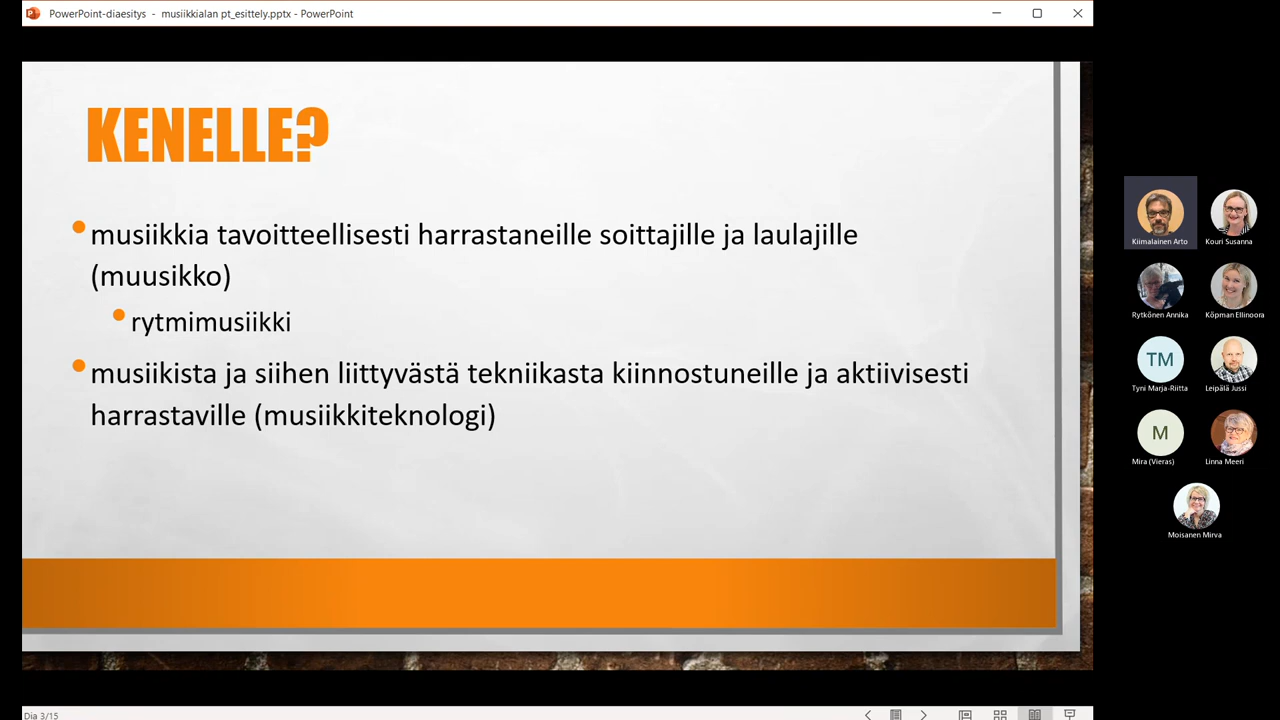 PowerPoint-diaesitys - musiikkialan pt_esittely.pptx - PowerPoint
KENELLE?
musiikkia tavoitteellisesti harrastaneille soittajille ja laulajille
(muusikko)
rytmimusiikki
musiikista ja siihen liittyvästä tekniikasta kiinnostuneille ja aktiivisesti
harrastaville (musiikkiteknologi)
Dia 3/15
Kiimalainen Arto
Kouri Susanna
Rytkönen Annika
Köpman Ellinoora
TM
Tyni Marja-Riitta
Leipälä Jussi
M
Mira (Vieras)
Linna Meeri
Moisanen Mirva